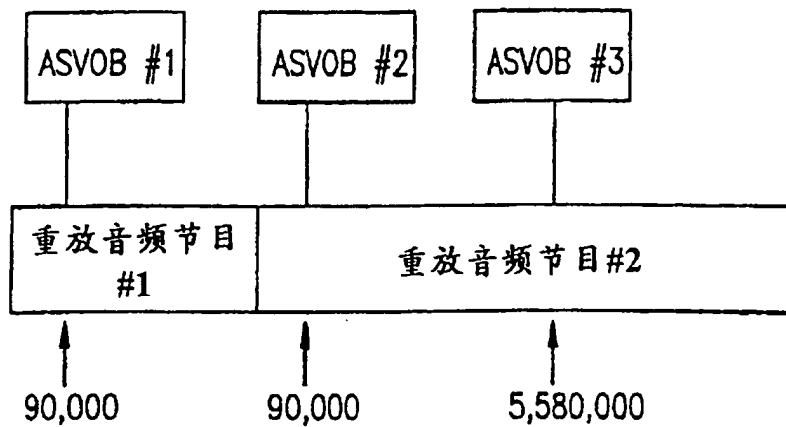 ASVOB #1
ASVOB #2
ASVOB #3
重放音频节目
#1
重放音频节目#2
90,000
90,000
5,580,000